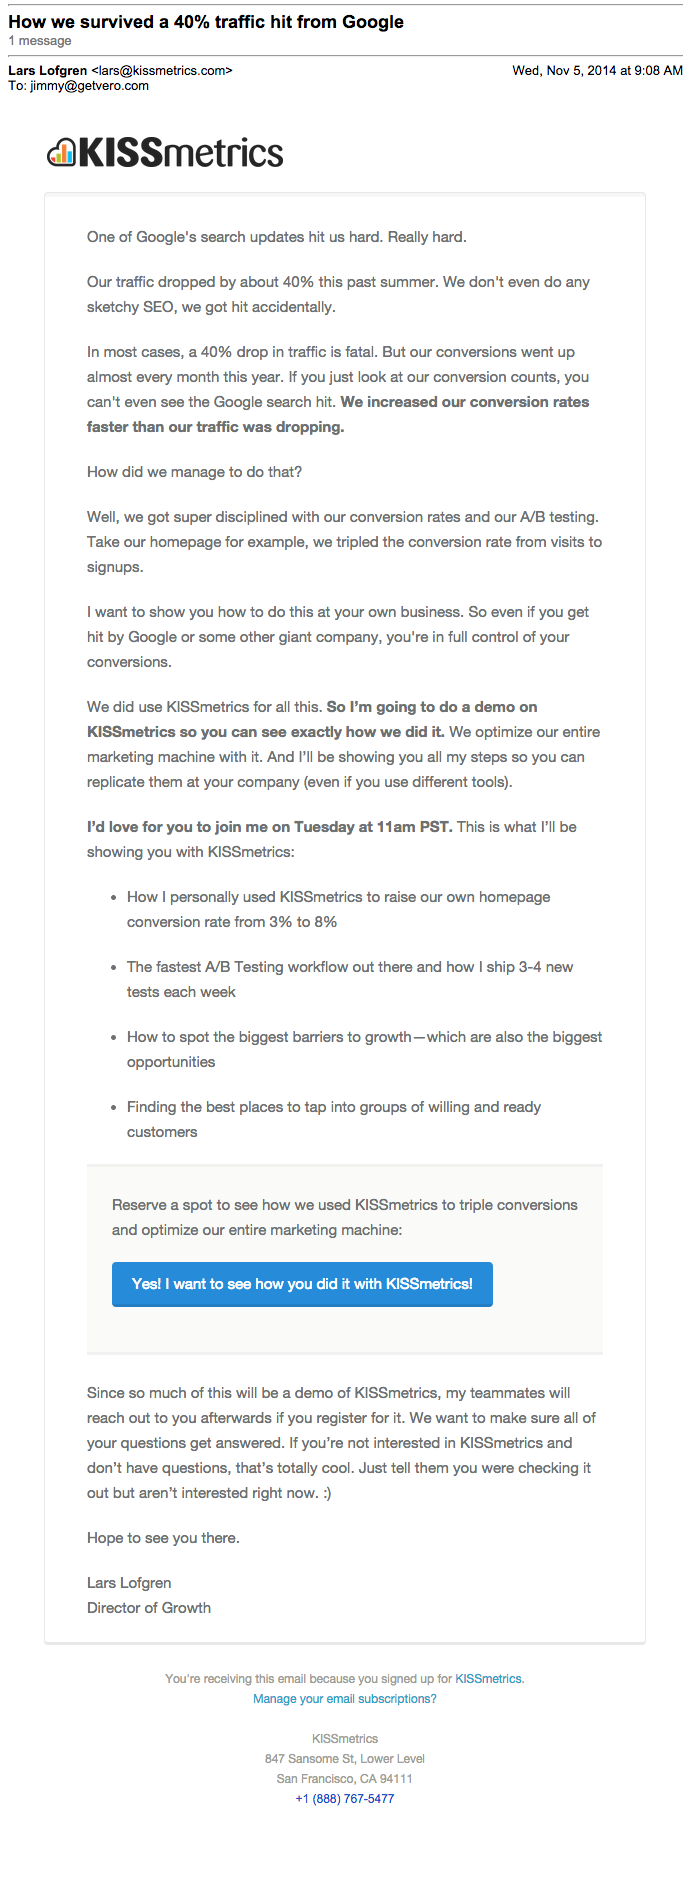 How we survived a 40% traffic hit from Google
1 message
Lars Lofgren <lars@kissmetrics.com> Wed, Nov 5, 2014 at 9:08 AM
To: jimmy@getvero.com
KISSmetrics
One of Google's search updates hit us hard. Really hard.
Our traffic dropped by about 40% this past summer. We don't even do any
sketchy SEO, we got hit accidentally.
In most cases, a 40% drop in traffic is fatal. But our conversions went up
almost every month this year. If you just look at our conversion counts, you
can't even see the Google search hit. We increased our conversion rates
faster than our traffic was dropping.
How did we manage to do that?
Well, we got super disciplined with our conversion rates and our A/B testing.
Take our homepage for example, we tripled the conversion rate from visits to
signups.
I want to show you how to do this at your own business. So even if you get
hit by Google or some other giant company, you're in full control of your
conversions.
We did use KISSmetrics for all this. So I'm going to do a demo on
KISSmetrics so you can see exactly how we did it. We optimize our entire
marketing machine with it. And I'll be showing you all my steps so you can
replicate them at your company (even if you use different tools).
I'd love for you to join me on Tuesday at 11am PST. This is what I'll be
showing you with KISSmetrics:
• How I personally used KISSmetrics to raise our own homepage
conversion rate from 3% to 8%
• The fastest A/B Testing workflow out there and how I ship 3-4 new
tests each week
• How to spot the biggest barriers to growth—which are also the biggest
opportunities
• Finding the best places to tap into groups of willing and ready
customers
Reserve a spot to see how we used KISSmetrics to triple conversions
and optimize our entire marketing machine:
Yes! I want to see how you did it with KISSmetrics!
Since so much of this will be a demo of KISSmetrics, my teammates will
reach out to you afterwards if you register for it. We want to make sure all of
your questions get answered. If you're not interested in KISSmetrics and
don't have questions, that's totally cool. Just tell them you were checking it
out but aren't interested right now. :)
Hope to see you there.
Lars Lofgren
Director of Growth
You're receiving this email because you signed up for KISSmetrics.
Manage your email subscriptions?
KISSmetrics
847 Sansome St, Lower Level
San Francisco, CA 94111
+1 (888) 767-5477